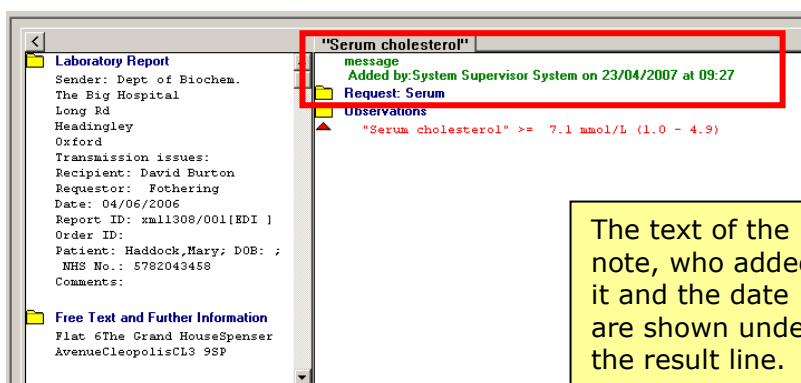 <
Laboratory Report
Sender: Dept of Biochem.
The Big Hospital
Long Rd
Headingley
Oxford
Transmission issues:
Recipient: David Burton
Requestor: Fothering
Date: 04/06/2006
Report ID: xml1308/001[EDI ]
Order ID:
Patient: Haddock,Mary; DOB: ;
NHS No.: 5782043458
Comments:
Free Text and Further Information
Flat 6The Grand HouseSpenser
AvenueCleopolisCL3 9SP
"Serum cholesterol"
message
Added by:System Supervisor System on 23/04/2007 at 09:27
Request: Serum
Observations
"Serum cholesterol" >= 7.1 mmol/L (1.0 - 4.9)
The text of the
note, who added
it and the date
are shown unde
the result line.